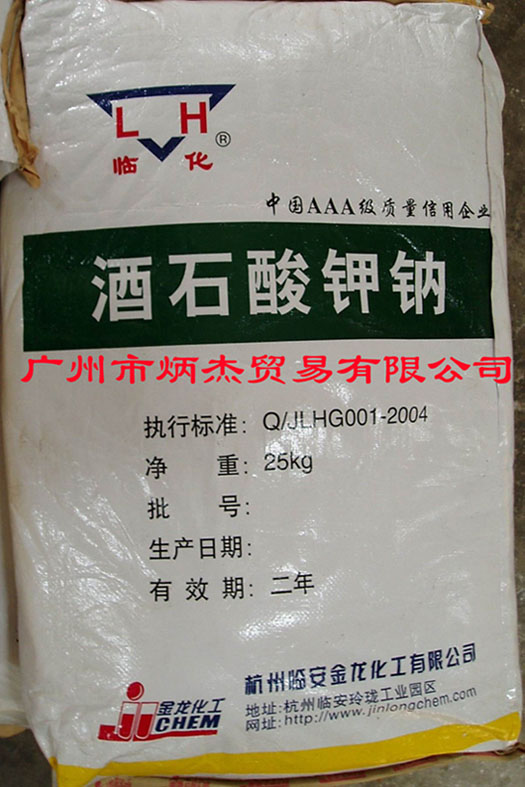 L H
®
临 化
中国AAA级质量信用企业
酒石酸钾钠
广州市炳杰贸易有限公司
执行标准: Q/JLHG001-2004
净 重: 25kg
批 号:
生产日期:
有 效 期: 二年
杭州临安金龙化工有限公司
地址: 杭州临安玲珑工业园区
网址: http://www.jinlongchem.com
金龙化工
CHEM